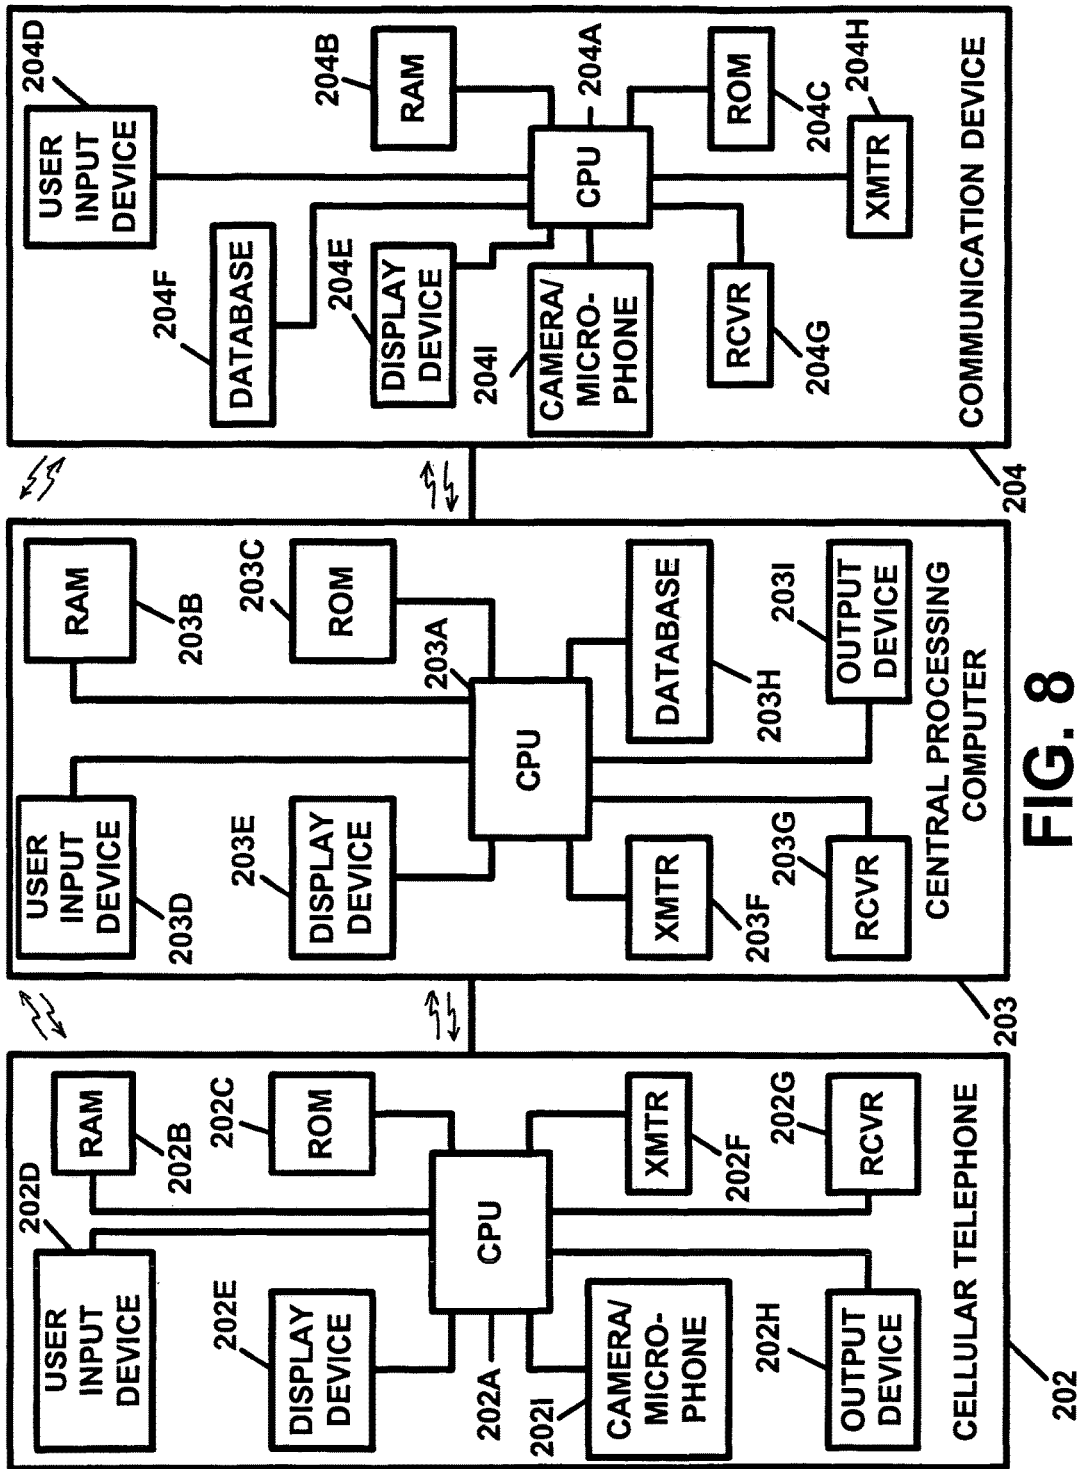 202D
USER
INPUT
DEVICE
RAM
202B
202E
DISPLAY
DEVICE
202C
ROM
CPU
202A
202I
CAMERA/
MICRO-
PHONE
XMTR
202F
202H
OUTPUT
DEVICE
202G
RCVR
CELLULAR TELEPHONE
202
USER
INPUT
DEVICE
203D
RAM
203B
203E
DISPLAY
DEVICE
203C
ROM
203A
CPU
XMTR
203F
DATABASE
203H
203G
RCVR
203I
OUTPUT
DEVICE
CENTRAL PROCESSING
COMPUTER
203
204D
USER
INPUT
DEVICE
204F
DATABASE
204B
RAM
204E
DISPLAY
DEVICE
204I
CAMERA/
MICRO-
PHONE
CPU
204A
RCVR
204G
ROM
204C
XMTR
204H
COMMUNICATION DEVICE
204
FIG. 8